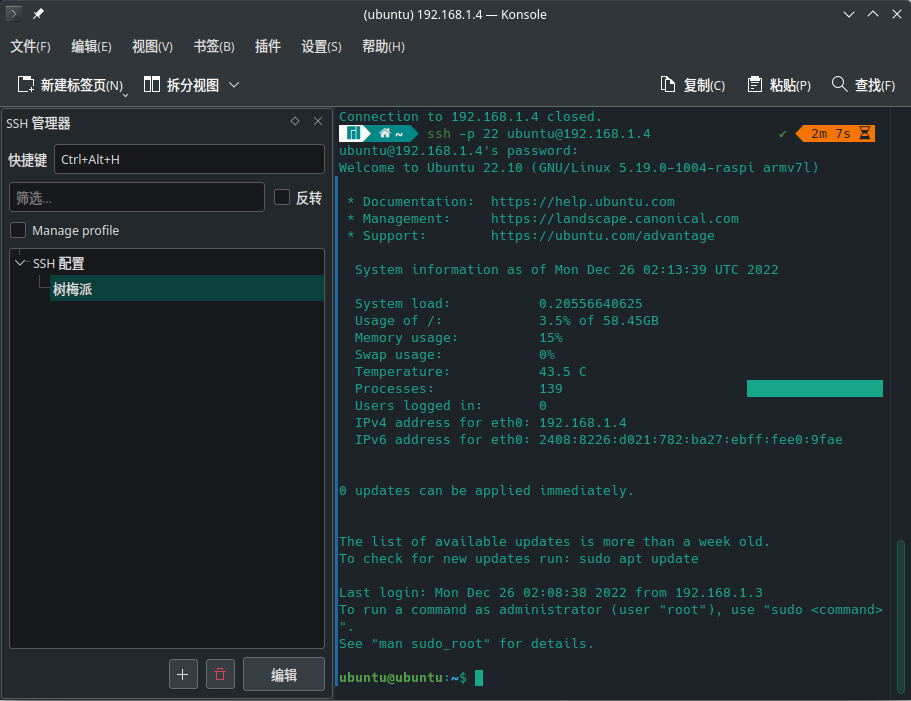 (ubuntu) 192.168.1.4 — Konsole
文件(F) 编辑(E) 视图(V) 书签(B) 插件 设置(S) 帮助(H)
新建标签页(N) 拆分视图 复制(C) 粘贴(P) 查找(F)
SSH 管理器
快捷键 Ctrl+Alt+H
筛选... 反转
Manage profile
SSH 配置
树莓派
编辑
Connection to 192.168.1.4 closed.
~ ssh -p 22 ubuntu@192.168.1.4 ✔ 2m 7s
ubuntu@192.168.1.4's password:
Welcome to Ubuntu 22.10 (GNU/Linux 5.19.0-1004-raspi armv7l)
* Documentation: https://help.ubuntu.com
* Management: https://landscape.canonical.com
* Support: https://ubuntu.com/advantage
System information as of Mon Dec 26 02:13:39 UTC 2022
System load: 0.20556640625
Usage of /: 3.5% of 58.45GB
Memory usage: 15%
Swap usage: 0%
Temperature: 43.5 C
Processes: 139
Users logged in: 0
IPv4 address for eth0: 192.168.1.4
IPv6 address for eth0: 2408:8226:d021:782:ba27:ebff:fee0:9fae
0 updates can be applied immediately.
The list of available updates is more than a week old.
To check for new updates run: sudo apt update
Last login: Mon Dec 26 02:08:38 2022 from 192.168.1.3
To run a command as administrator (user "root"), use "sudo <command>
".
See "man sudo_root" for details.
ubuntu@ubuntu:~$